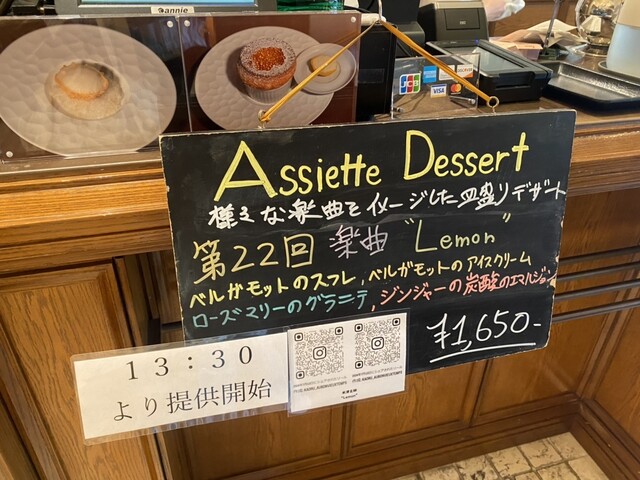 annie
JCB
VISA
Assiette Dessert
様々な楽曲をイメージした皿盛りデザート
第22回 楽曲 "Lemon"
ベルガモットのスフレ, ベルガモットのアイスクリーム
ローズマリーのグラニテ, ジンジャーの炭酸のエマルジョン
¥1,650-
13:30
より提供開始
"Lemon"